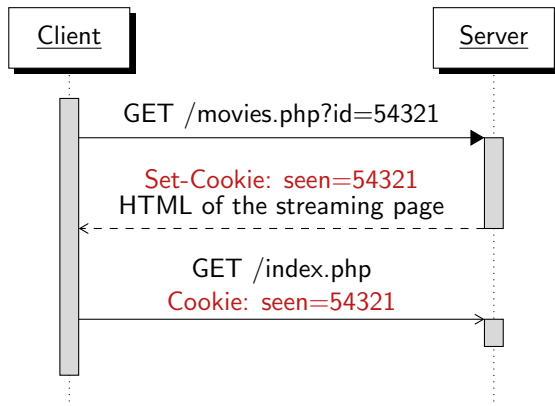 Client
Server
GET /movies.php?id=54321
Set-Cookie: seen=54321
HTML of the streaming page
GET /index.php
Cookie: seen=54321